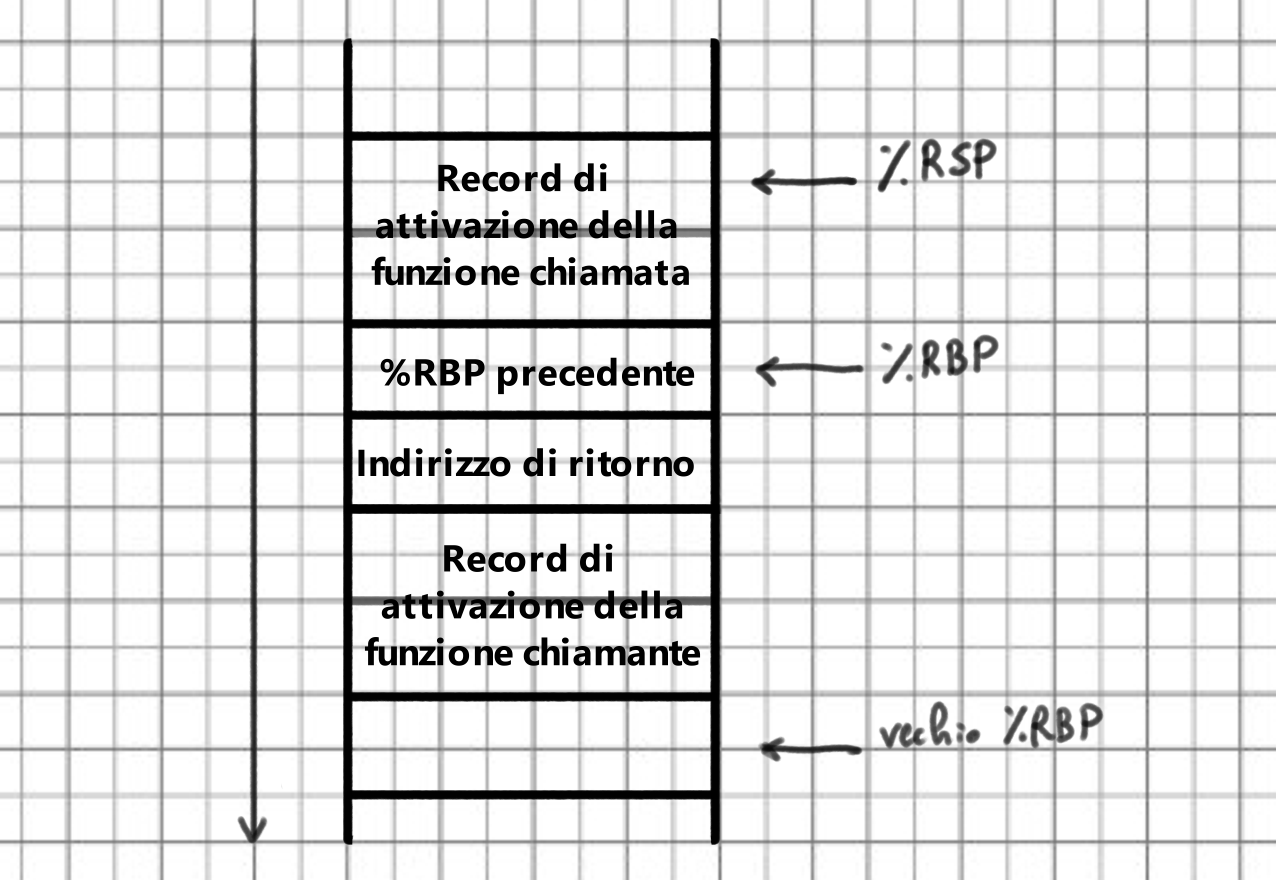 Record di
attivazione della
funzione chiamata
%RSP
%RBP precedente
%RBP
Indirizzo di ritorno
Record di
attivazione della
funzione chiamante
vecchio %RBP